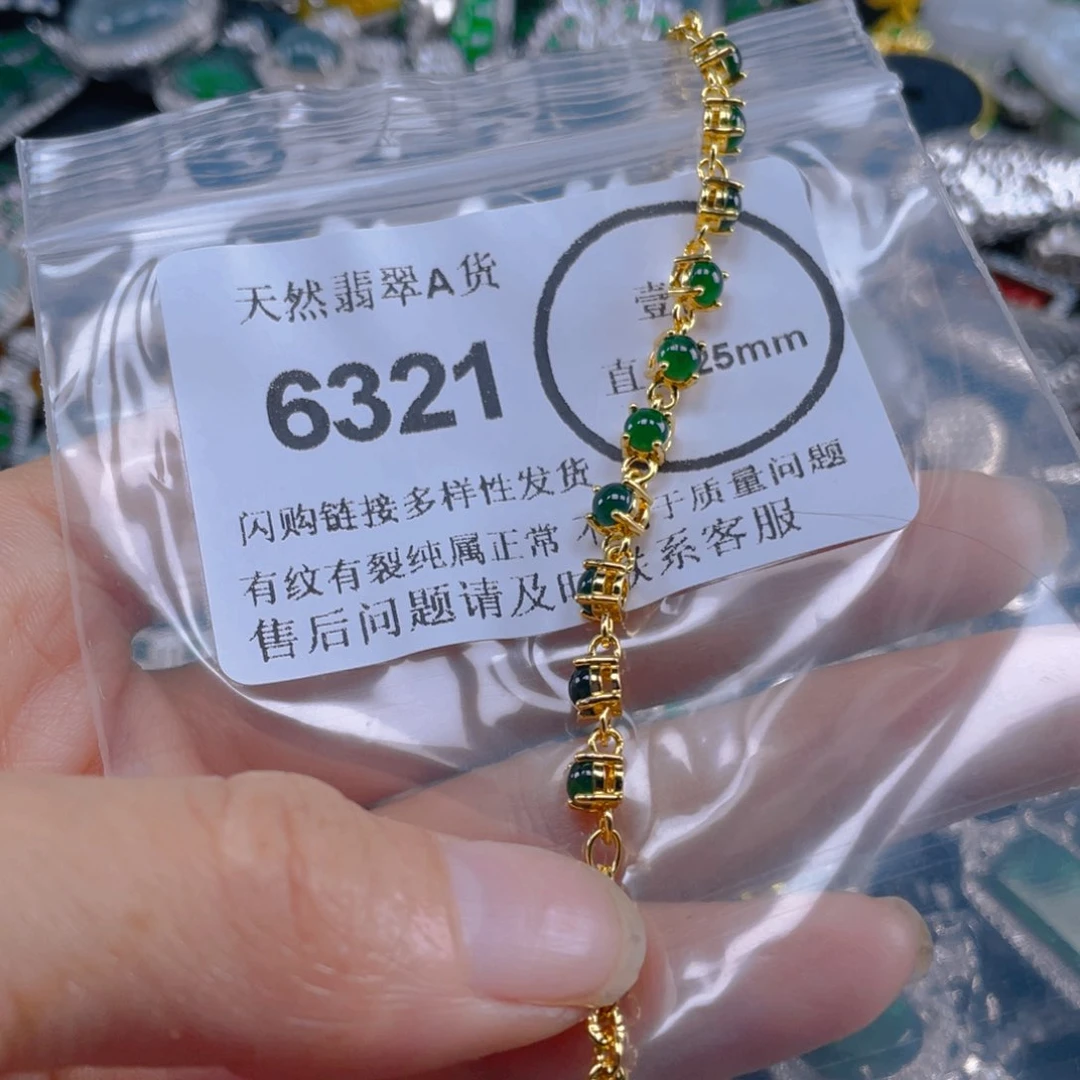 天然翡翠A货
6321
壹
直 25mm
闪购链接多样性发货
有纹有裂纯属正常 不 于质量问题
售后问题请及时联系客服